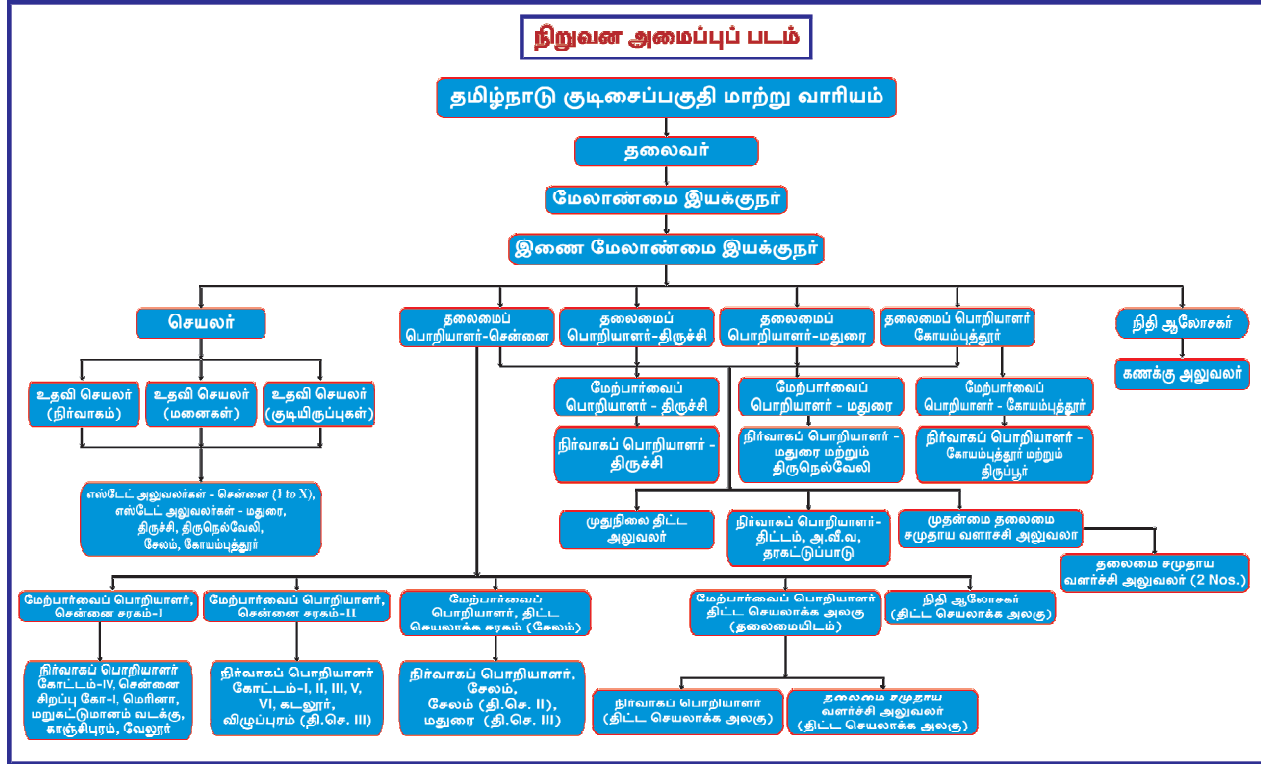 நிறுவன அமைப்புப் படம்
தமிழ்நாடு குடிசைப்பகுதி மாற்று வாரியம்
தலைவர்
மேலாண்மை இயக்குநர்
இணை மேலாண்மை இயக்குநர்
செயலர்
தலைமைப்
பொறியாளர்-சென்னை
தலைமைப்
பொறியாளர்-திருச்சி
தலைமைப்
பொறியாளர்-மதுரை
தலைமைப் பொறியாளர்
கோயம்புத்தூர்
நிதி ஆலோசகர்
உதவி செயலர்
(நிர்வாகம்)
உதவி செயலர்
(மனைகள்)
உதவி செயலர்
(குடியிருப்புகள்)
மேற்பார்வைப்
பொறியாளர் - திருச்சி
மேற்பார்வைப்
பொறியாளர் - மதுரை
மேற்பார்வைப்
பொறியாளர் - கோயம்புத்தூர்
கணக்கு அலுவலர்
நிர்வாகப் பொறியாளர் -
திருச்சி
நிர்வாகப் பொறியாளர் -
மதுரை மற்றும்
திருநெல்வேலி
நிர்வாகப் பொறியாளர் -
கோயம்புத்தூர் மற்றும்
திருப்பூர்
எஸ்டேட் அலுவலர்கள் - சென்னை (I to X),
எஸ்டேட் அலுவலர்கள் - மதுரை,
திருச்சி, திருநெல்வேலி,
சேலம், கோயம்புத்தூர்
முதுநிலை திட்ட
அலுவலர்
நிர்வாகப் பொறியாளர்-
திட்டம், அ.வீ.வ,
தரகட்டுப்பாடு
முதன்மை தலைமை
சமுதாய வளாச்சி அலுவலா
தலைமை சமுதாய
வளர்ச்சி அலுவலர் (2 Nos.)
மேற்பார்வைப் பொறியாளர்,
சென்னை சரகம்-I
மேற்பார்வைப் பொறியாளர்,
சென்னை சரகம்-II
மேற்பார்வைப்
பொறியாளர், திட்ட
செயலாக்க சரகம் (சேலம்)
மேற்பார்வைப் பொறியாளர்
திட்ட செயலாக்க அலகு
(தலைமையிடம்)
நிதி ஆலோசகர்
(திட்ட செயலாக்க அலகு)
நிர்வாகப் பொறியாளர்
கோட்டம்-IV, சென்னை
சிறப்பு கோ-I, மெரினா,
மறுகட்டுமானம் வடக்கு,
காஞ்சிபுரம், வேலூர்
நிர்வாகப் பொறியாளர்
கோட்டம்-I, II, III, V,
VI, கடலூர்,
விழுப்புரம் (தி.செ. III)
நிர்வாகப் பொறியாளர்,
சேலம்,
சேலம் (தி.செ. II),
மதுரை (தி.செ. III)
நிர்வாகப் பொறியாளர்
(திட்ட செயலாக்க அலகு)
தலைமை சமுதாய
வளர்ச்சி அலுவலர்
(திட்ட செயலாக்க அலகு)